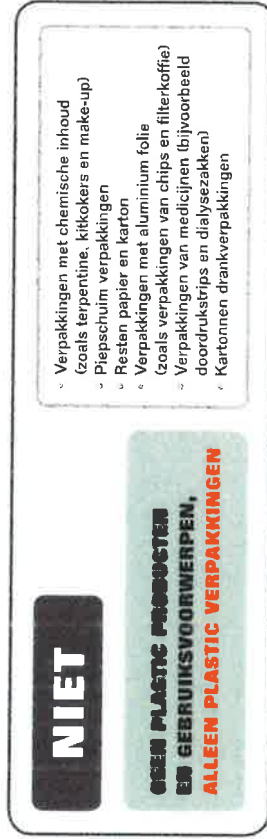 NIET
GEEN PLASTIC PRODUCTEN
EN GEBRUIKSVOORWERPEN,
ALLEEN PLASTIC VERPAKKINGEN
Verpakkingen met chemische inhoud
(zoals terpentine, kitkokers en make-up)
Piepschuim verpakkingen
Resten papier en karton
Verpakkingen met aluminium folie
(zoals verpakkingen van chips en filterkoffie)
Verpakkingen van medicijnen (bijvoorbeeld
doordrukstrips en dialysezakken)
Kartonnen drankverpakkingen